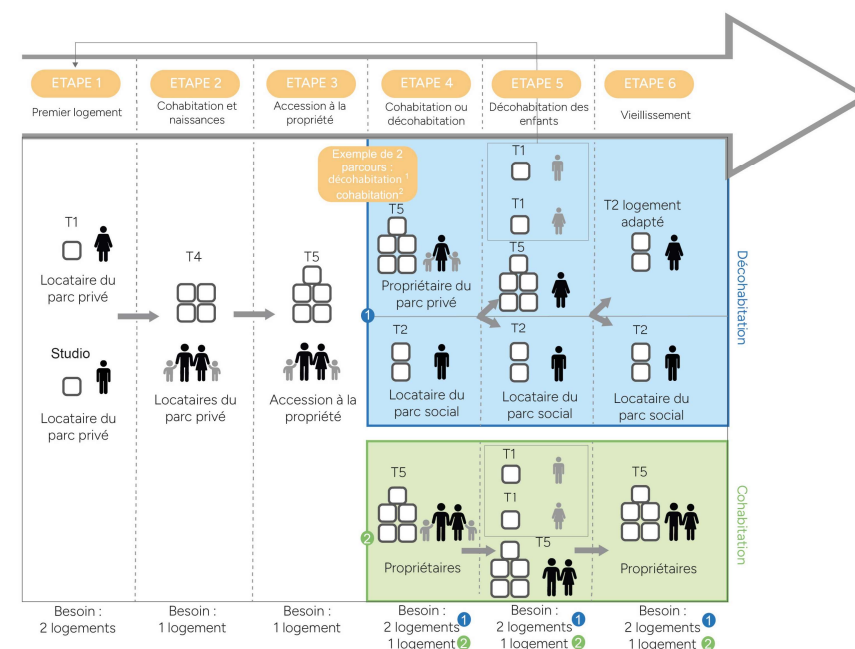 ETAPE 1
Premier logement
ETAPE 2
Cohabitation et
naissances
ETAPE 3
Accession à la
propriété
ETAPE 4
Cohabitation ou
décohabitation
ETAPE 5
Décohabitation des
enfants
ETAPE 6
Vieillissement
T1
Locataire du
parc privé
Studio
Locataire du
parc privé
T4
Locataires du
parc privé
T5
Accession à la
propriété
Exemple de 2
parcours :
décohabitation 1
cohabitation2
T5
Propriétaire du
parc privé
1
T2
Locataire du
parc social
T1
T1
T5
T2
Locataire du
parc social
T2 logement
adapté
T2
Locataire du
parc social
Décohabitation
2
T5
Propriétaires
T1
T1
T5
T5
Propriétaires
Cohabitation
Besoin :
2 logements
Besoin :
1 logement
Besoin :
1 logement
Besoin :
2 logements 1
1 logement 2
Besoin :
2 logements 1
1 logement 2
Besoin :
2 logements 1
1 logement 2